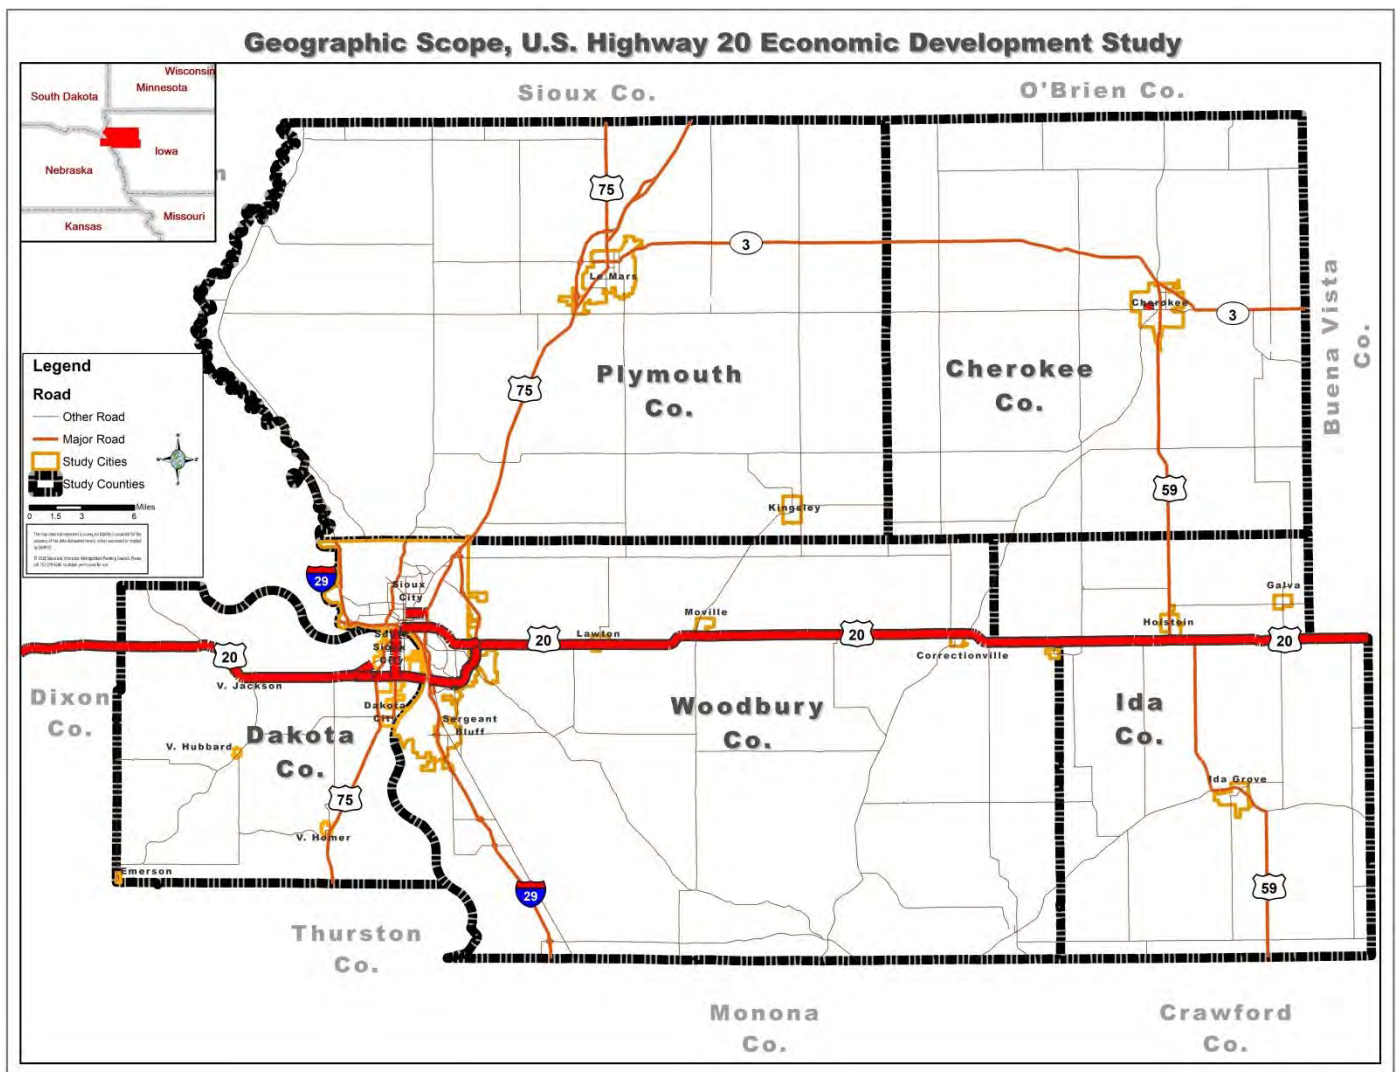 Geographic Scope, U.S. Highway 20 Economic Development Study
Wisconsin
Minnesota
South Dakota
Iowa
Nebraska
Missouri
Kansas
n
Sioux Co.
O'Brien Co.
75
3
Le Mars
Cherokee
3
Buena Vista
Co.
Legend
Road
Other Road
Major Road
Study Cities
Study Counties
Miles
0 1.5 3 6
N
W
E
S
75
Plymouth
Co.
Cherokee
Co.
59
Kingsley
29
Sioux
City
Galva
Moville
Holstein
20
Lawton
20
20
South
Sioux
City
20
Correctionville
V. Jackson
Dixon
Co.
Dakota
City
Sergeant
Bluff
Woodbury
Co.
Ida
Co.
V. Hubbard
Dakota
Co.
75
Ida Grove
V. Homer
Emerson
29
59
Thurston
Co.
Monona
Co.
Crawford
Co.